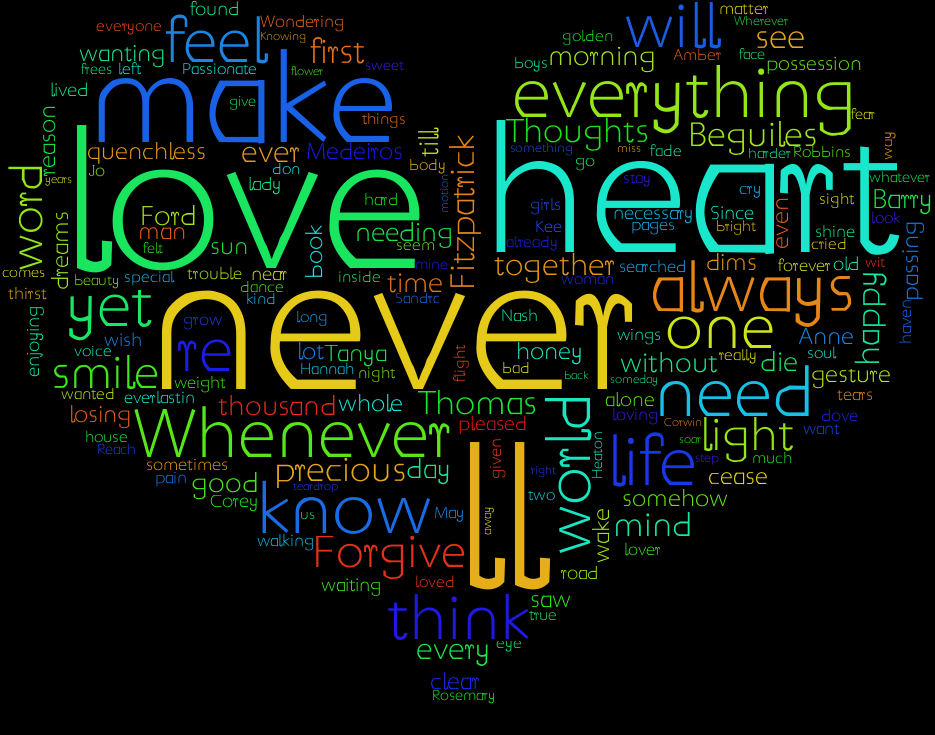 found
matter
everyone
Wondering
Wherever
feel
Knowing
will
golden
see
wanting
first
morning
Amber
face
frees left
Passionate
flower
sweet
boys
possession
lived
make
give
everything
things
fear
reason
till
Thoughts
Beguiles
way
quenchless
ever
Medeiros
something
miss
fade
harder
Robbins
Jo
don
body
Fitzpatrick
go
word
years
lady
motion
heart
stay
whatever
love
hard
girls
cry
sight
Barry
Ford
necessary
Since
look
man
needing
Kee
pages
bright
even
shine
dreams
felt
sun
book
seem
already
cried
passing
comes
beauty
special
trouble
near
inside
mine
together
searched
dims
forever
old
wit
dance
time
woman
thirst
kind
Sandrc
always
happy
haven
yet
never
grow
long
Nash
one
enjoying
wish
re
lot
Tanya
flight
honey
wings
Anne
voice
Hannah
night
bad
without
really
die
soul
smile
weight
back
someday
need
gesture
wanted
everlastin
thousand
whole
Thomas
alone
tears
losing
Whenever
pleased
world
loving
Corwin
light
dove
want
house
Reach
life
soar
sometimes
precious
day
given
right
Heaton
step
much
pain
good
teardrop
ll
two
cease
Corey
know
us
May
away
somehow
walking
Forgive
wake
mind
lover
waiting
loved
road
think
saw
true
every
eye
clear
Rosemary